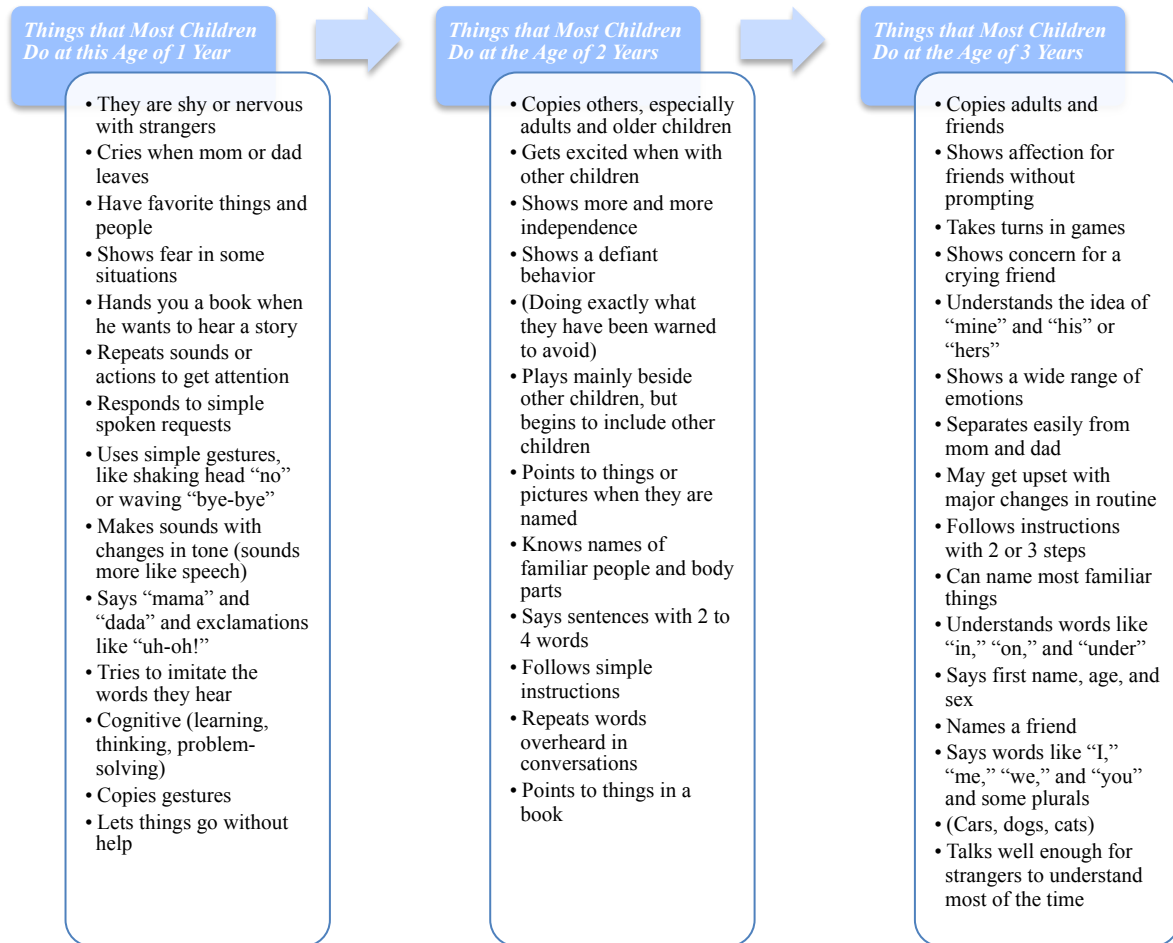 Things that Most Children
Do at this Age of 1 Year
• They are shy or nervous
with strangers
• Cries when mom or dad
leaves
• Have favorite things and
people
• Shows fear in some
situations
• Hands you a book when
he wants to hear a story
• Repeats sounds or
actions to get attention
• Responds to simple
spoken requests
• Uses simple gestures,
like shaking head “no”
or waving “bye-bye”
• Makes sounds with
changes in tone (sounds
more like speech)
• Says “mama” and
“dada” and exclamations
like “uh-oh!”
• Tries to imitate the
words they hear
• Cognitive (learning,
thinking, problem-
solving)
• Copies gestures
• Lets things go without
help
Things that Most Children
Do at the Age of 2 Years
• Copies others, especially
adults and older children
• Gets excited when with
other children
• Shows more and more
independence
• Shows a defiant
behavior
• (Doing exactly what
they have been warned
to avoid)
• Plays mainly beside
other children, but
begins to include other
children
• Points to things or
pictures when they are
named
• Knows names of
familiar people and body
parts
• Says sentences with 2 to
4 words
• Follows simple
instructions
• Repeats words
overheard in
conversations
• Points to things in a
book
Things that Most Children
Do at the Age of 3 Years
• Copies adults and
friends
• Shows affection for
friends without
prompting
• Takes turns in games
• Shows concern for a
crying friend
• Understands the idea of
“mine” and “his” or
“hers”
• Shows a wide range of
emotions
• Separates easily from
mom and dad
• May get upset with
major changes in routine
• Follows instructions
with 2 or 3 steps
• Can name most familiar
things
• Understands words like
“in,” “on,” and “under”
• Says first name, age, and
sex
• Names a friend
• Says words like “I,”
“me,” “we,” and “you”
and some plurals
• (Cars, dogs, cats)
• Talks well enough for
strangers to understand
most of the time